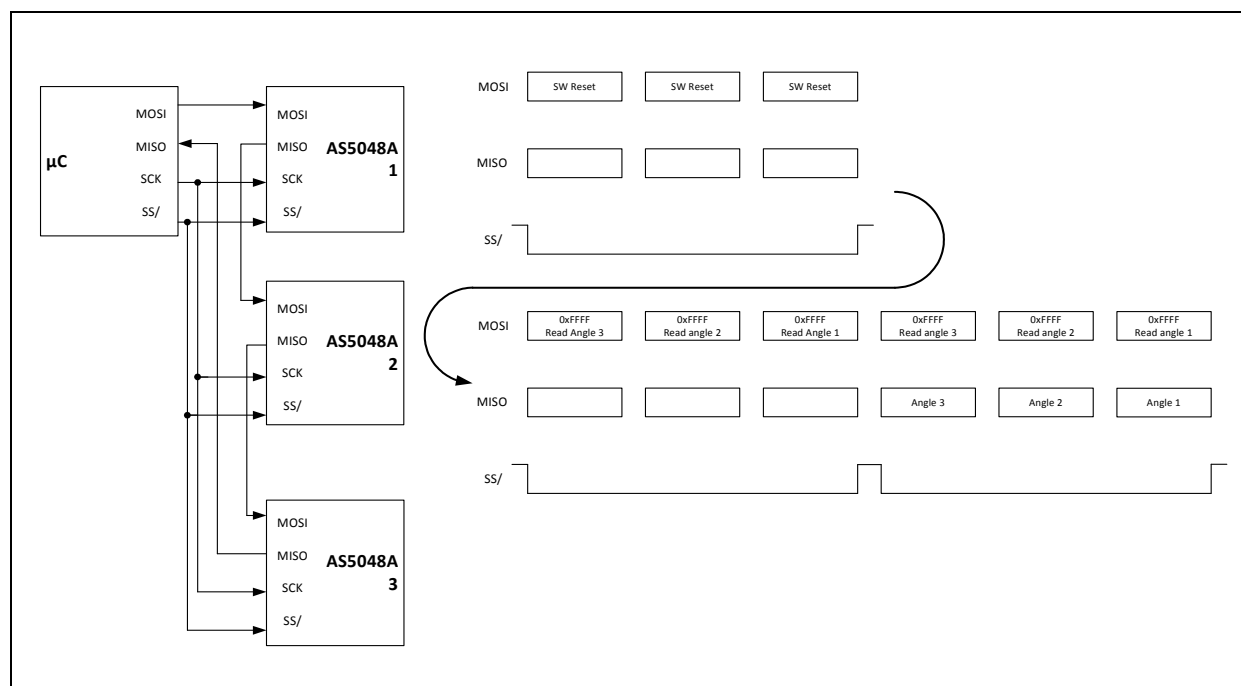 µC
MOSI
MISO
SCK
SS/
MOSI
MISO
SCK
SS/
AS5048A
1
MOSI
MISO
SCK
SS/
AS5048A
2
MOSI
MISO
SCK
SS/
AS5048A
3
MOSI
SW Reset
SW Reset
SW Reset
MISO
SS/
MOSI
0xFFFF
Read Angle 3
0xFFFF
Read angle 2
0xFFFF
Read Angle 1
0xFFFF
Read angle 3
0xFFFF
Read angle 2
0xFFFF
Read angle 1
MISO
Angle 3
Angle 2
Angle 1
SS/